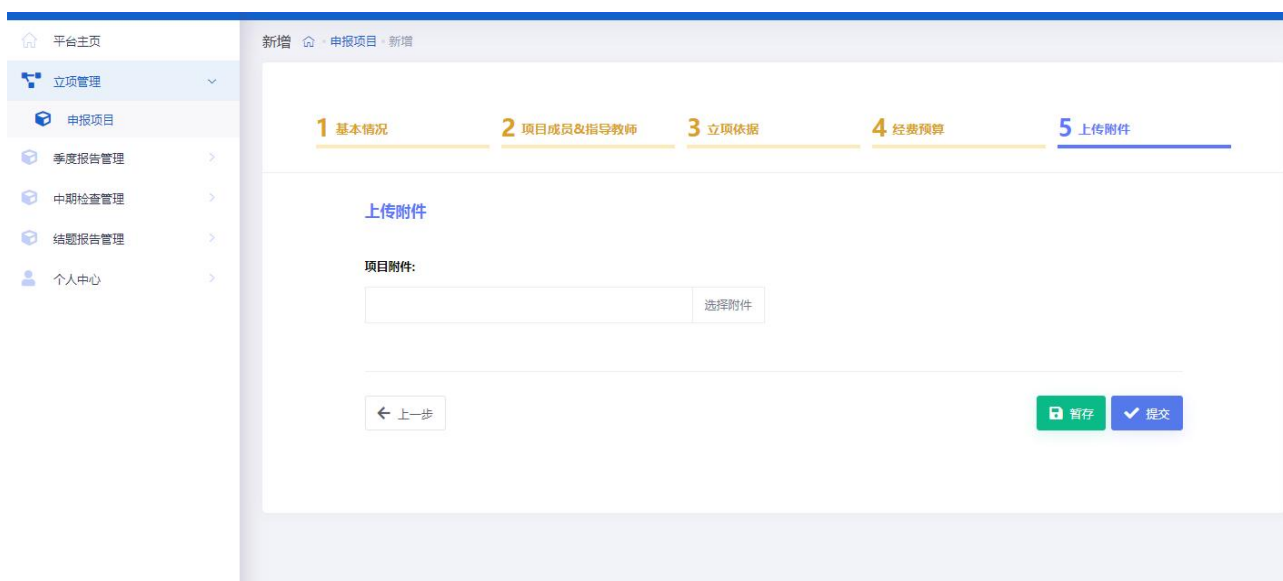 平台主页
立项管理
申报项目
季度报告管理
中期检查管理
结题报告管理
个人中心
新增 申报项目 - 新增
1 基本情况 2 项目成员&指导教师 3 立项依据 4 经费预算 5 上传附件
上传附件
项目附件:
选择附件
上一步 暂存 提交